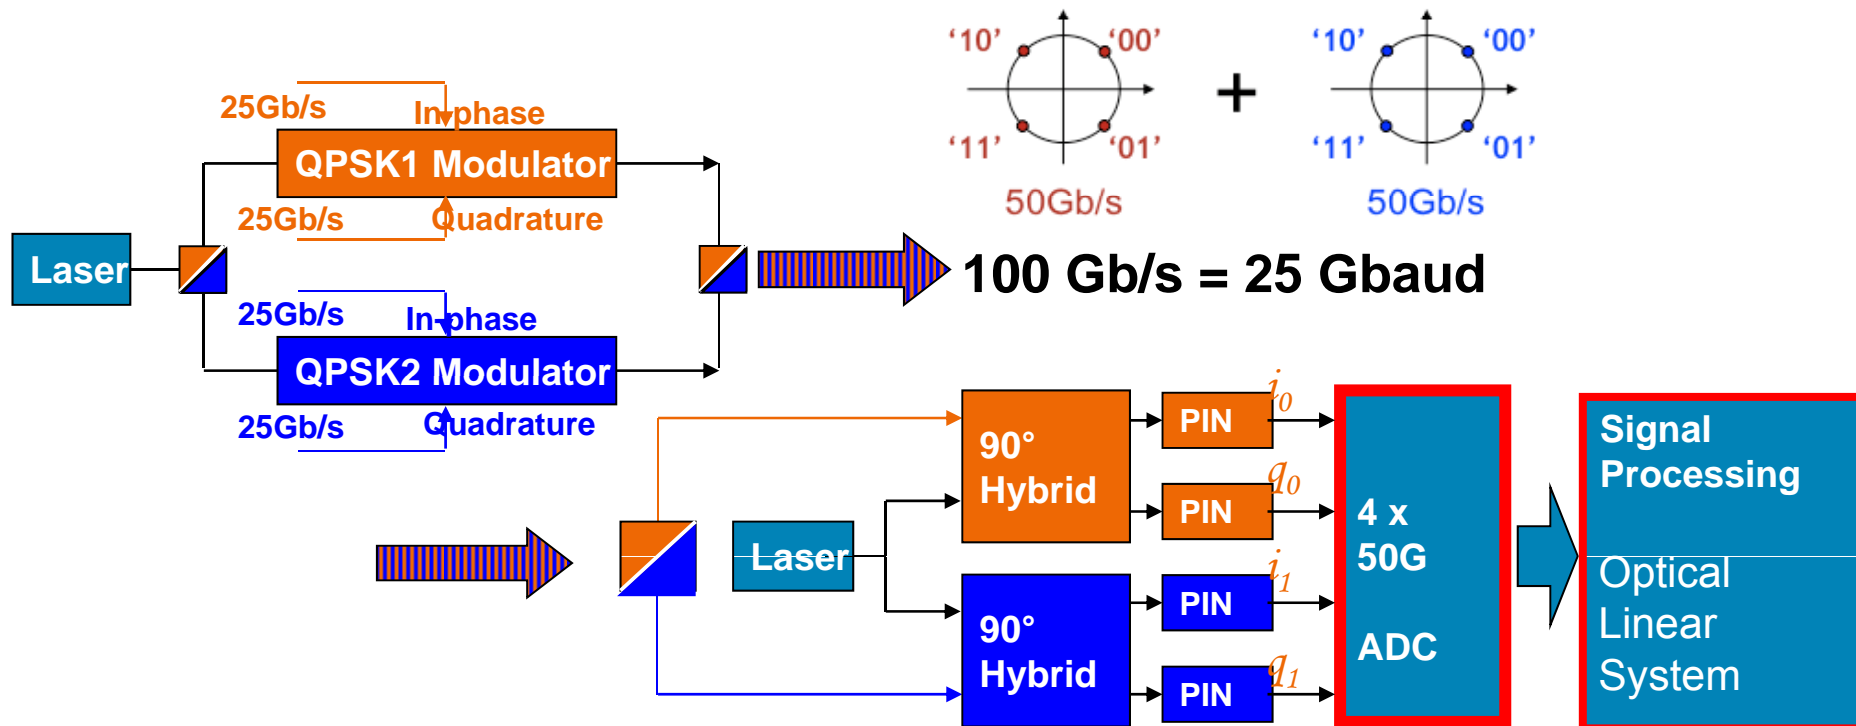 '10' '00'
'11' '01'
50Gb/s
+
'10' '00'
'11' '01'
50Gb/s
25Gb/s In-phase
QPSK1 Modulator
25Gb/s Quadrature
Laser
25Gb/s In-phase
QPSK2 Modulator
25Gb/s Quadrature
100 Gb/s = 25 Gbaud
Laser
90°
Hybrid
90°
Hybrid
PIN
i0
PIN
q0
PIN
i1
PIN
q1
4 x
50G
ADC
Signal
Processing
Optical
Linear
System